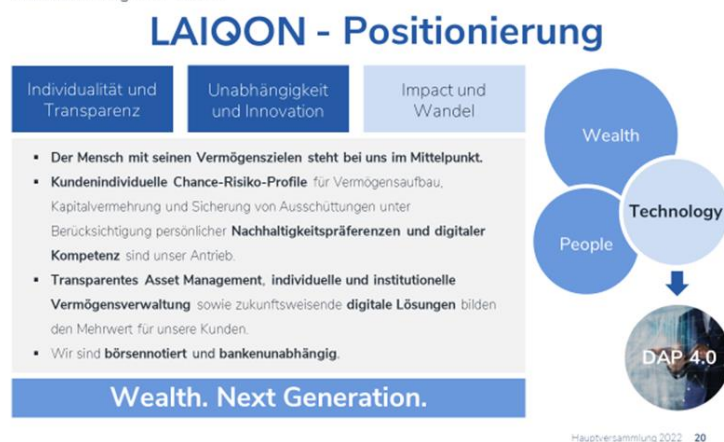 LAIQON - Positionierung
Individualität und
Transparenz
Unabhängigkeit
und Innovation
Impact und
Wandel
▪ Der Mensch mit seinen Vermögenszielen steht bei uns im Mittelpunkt.
▪ Kundenindividuelle Chance-Risiko-Profile für Vermögensaufbau,
Kapitalvermehrung und Sicherung von Ausschüttungen unter
Berücksichtigung persönlicher Nachhaltigkeitspräferenzen und digitaler
Kompetenz sind unser Antrieb.
▪ Transparentes Asset Management, individuelle und institutionelle
Vermögensverwaltung sowie zukunftsweisende digitale Lösungen bilden
den Mehrwert für unsere Kunden.
▪ Wir sind börsennotiert und bankenunabhängig.
Wealth. Next Generation.
Wealth
Technology
People
DAP 4.0
Hauptversammlung 2022 20